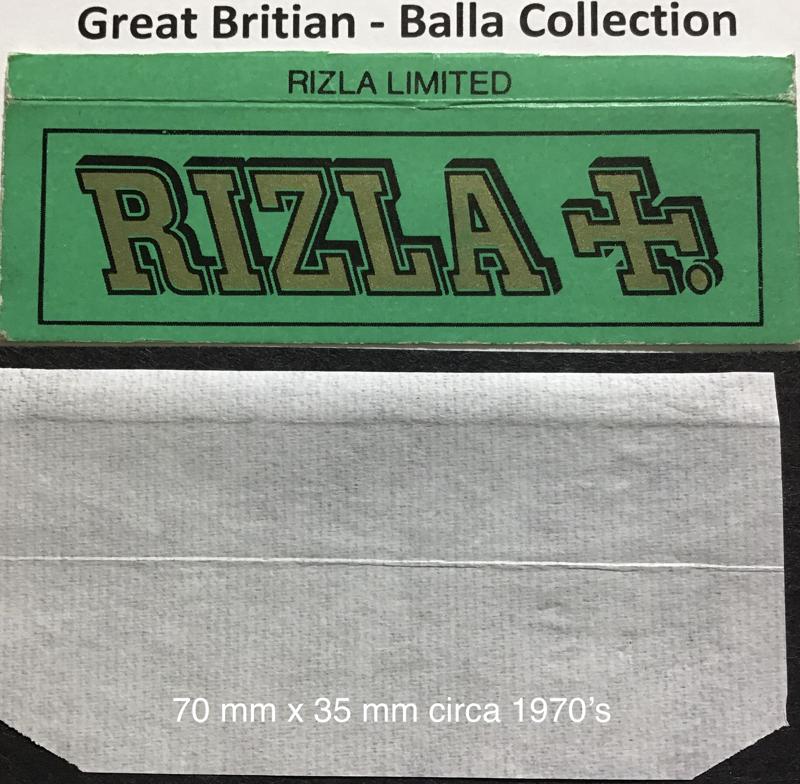 Great Britian - Balla Collection
RIZLA LIMITED
RIZLA +.
70 mm x 35 mm circa 1970's